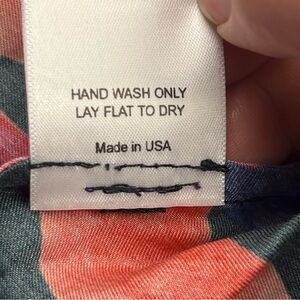 HAND WASH ONLY
LAY FLAT TO DRY
Made in USA